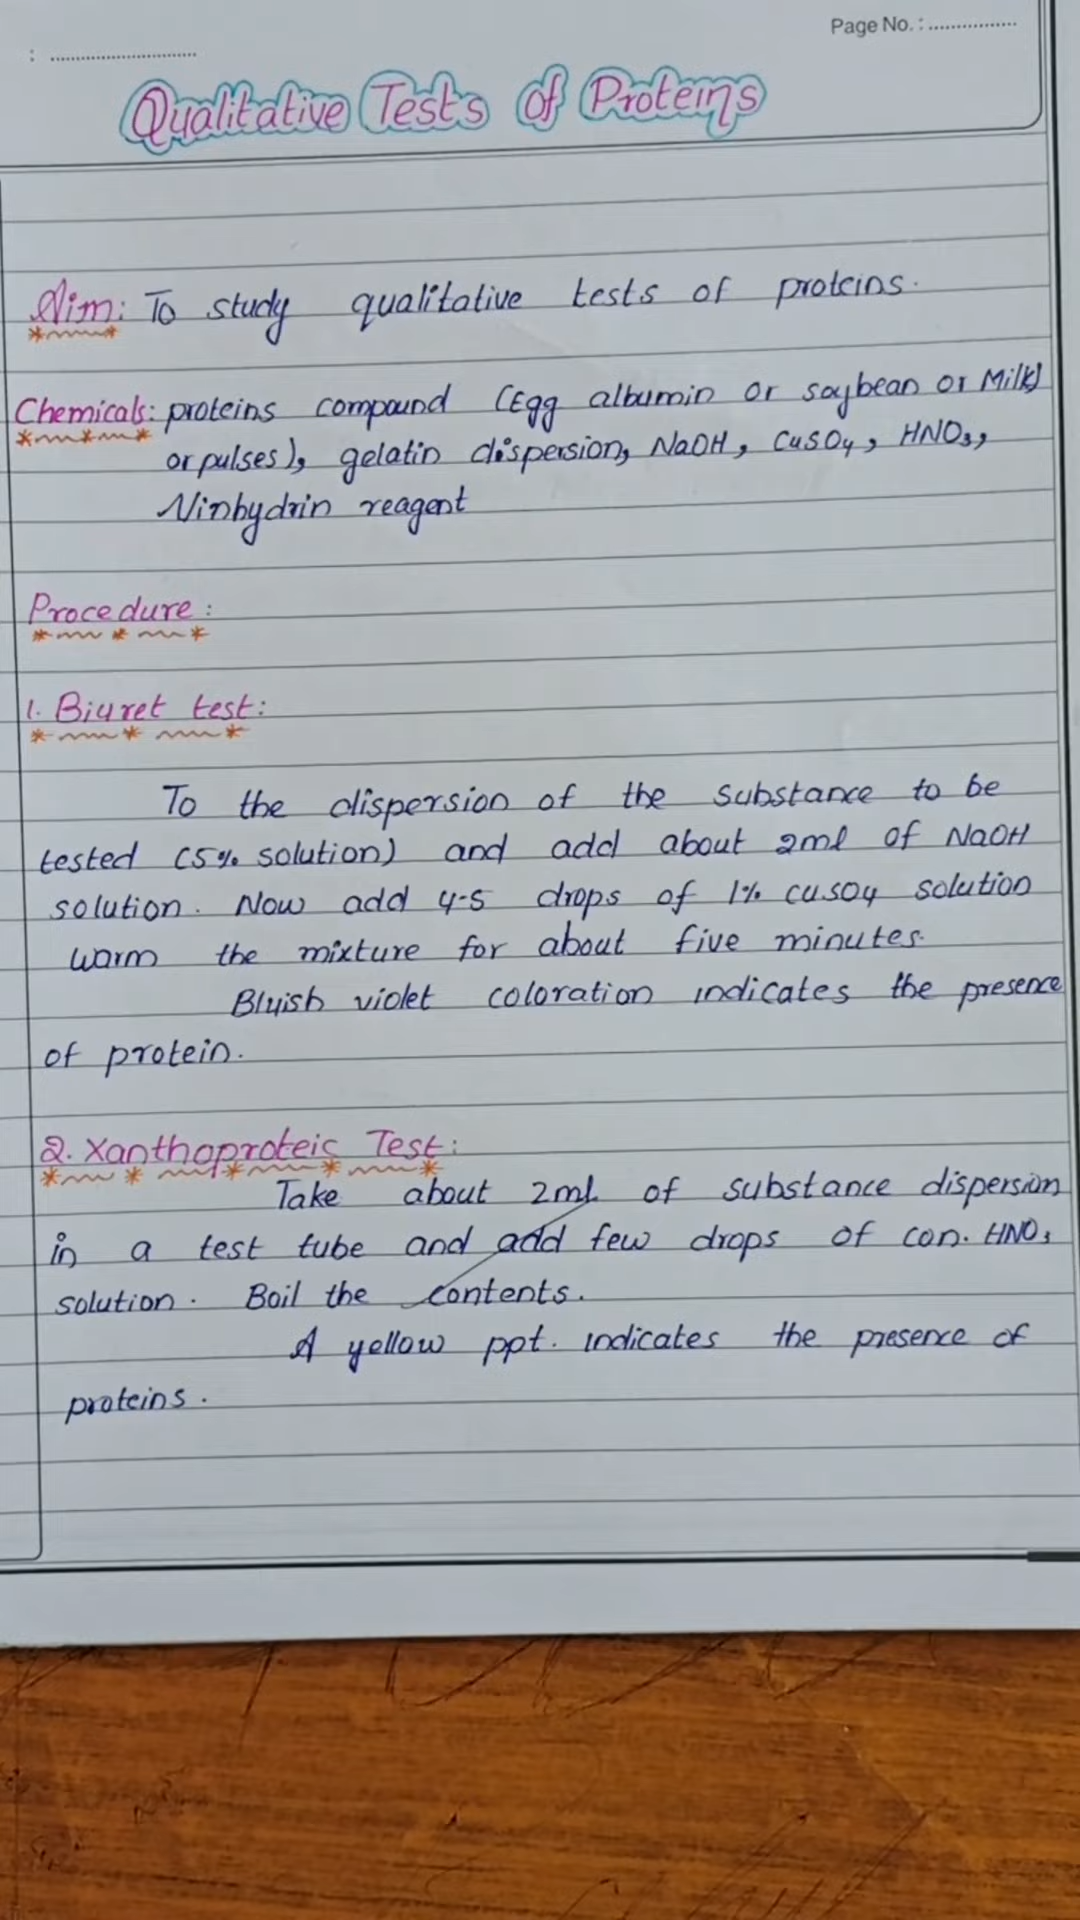 Page No. : .................
: ............................
Qualitative Tests of Proteins
Aim: To study qualitative tests of proteins.
Chemicals: proteins compound (Egg albumin or soybean or Milk
or pulses), gelatin dispersion, NaOH, CuSO4, HNO3,
Ninhydrin reagent
Procedure:
1. Biuret test:
To the dispersion of the substance to be
tested (5% solution) and add about 2ml of NaOH
solution. Now add 4-5 drops of 1% CuSO4 solution
warm the mixture for about five minutes.
Bluish violet coloration indicates the presence
of protein.
2. Xanthoproteic Test:
Take about 2ml of substance dispersion
in a test tube and add few drops of con. HNO3
solution. Boil the contents.
A yellow ppt. indicates the presence of
proteins.